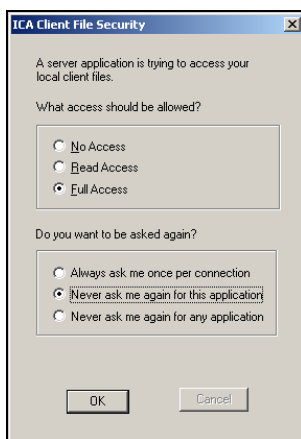 ICA Client File Security
A server application is trying to access your
local client files.
What access should be allowed?
No Access
Read Access
Full Access
Do you want to be asked again?
Always ask me once per connection
Never ask me again for this application
Never ask me again for any application
OK
Cancel